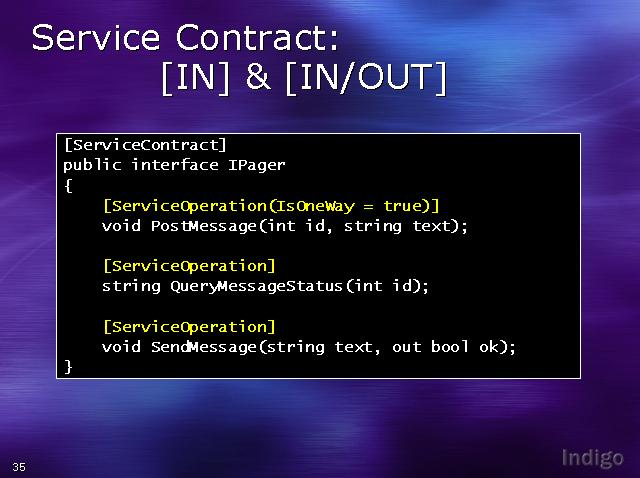 Service Contract:
[IN] & [IN/OUT]
[ServiceContract]
public interface IPager
{
[ServiceOperation(IsOneWay = true)]
void PostMessage(int id, string text);
[ServiceOperation]
string QueryMessageStatus(int id);
[ServiceOperation]
void SendMessage(string text, out bool ok);
}
35
Indigo